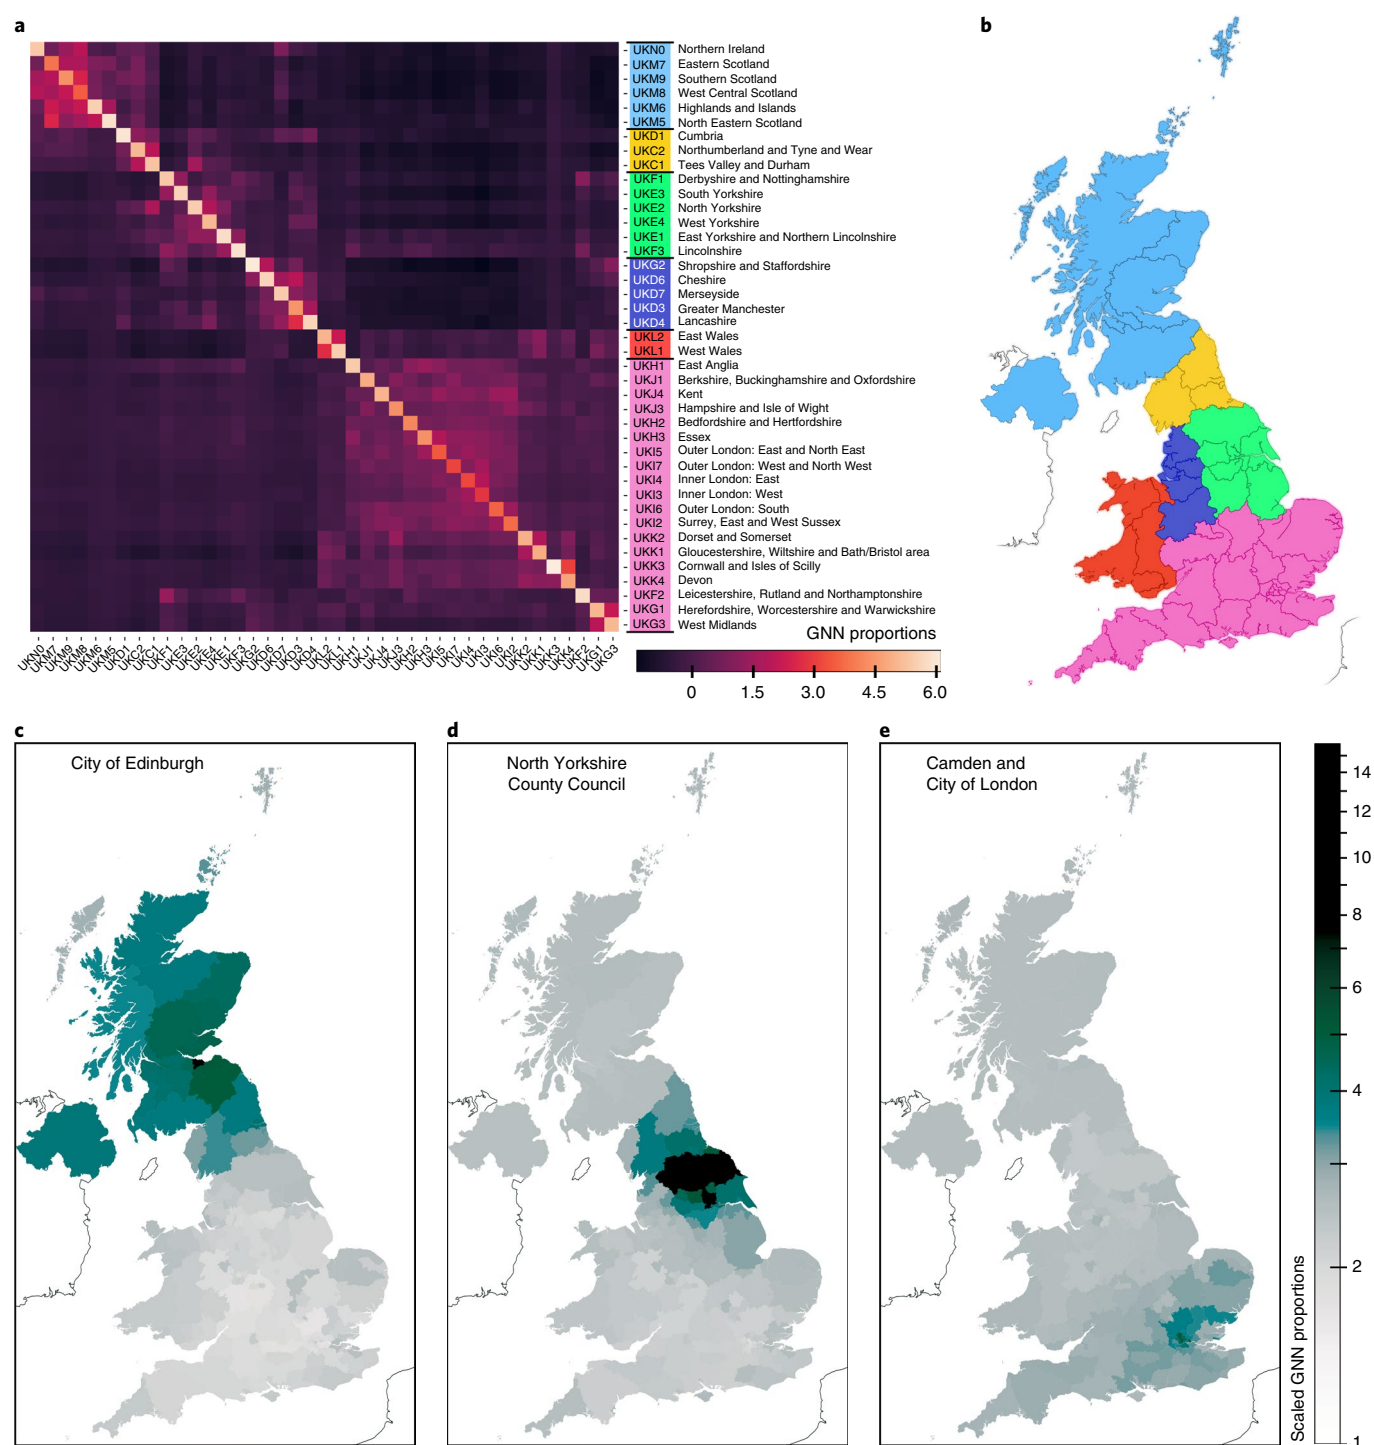 a
b
UKN0 Northern Ireland
UKM7 Eastern Scotland
UKM9 Southern Scotland
UKM8 West Central Scotland
UKM6 Highlands and Islands
UKM5 North Eastern Scotland
UKD1 Cumbria
UKC2 Northumberland and Tyne and Wear
UKC1 Tees Valley and Durham
UKF1 Derbyshire and Nottinghamshire
UKE3 South Yorkshire
UKE2 North Yorkshire
UKE4 West Yorkshire
UKE1 East Yorkshire and Northern Lincolnshire
UKF3 Lincolnshire
UKG2 Shropshire and Staffordshire
UKD6 Cheshire
UKD7 Merseyside
UKD3 Greater Manchester
UKD4 Lancashire
UKL2 East Wales
UKL1 West Wales
UKH1 East Anglia
UKJ1 Berkshire, Buckinghamshire and Oxfordshire
UKJ4 Kent
UKJ3 Hampshire and Isle of Wight
UKH2 Bedfordshire and Hertfordshire
UKH3 Essex
UKI5 Outer London: East and North East
UKI7 Outer London: West and North West
UKI4 Inner London: East
UKI3 Inner London: West
UKI6 Outer London: South
UKI2 Surrey, East and West Sussex
UKK2 Dorset and Somerset
UKK1 Gloucestershire, Wiltshire and Bath/Bristol area
UKK3 Cornwall and Isles of Scilly
UKK4 Devon
UKF2 Leicestershire, Rutland and Northamptonshire
UKG1 Herefordshire, Worcestershire and Warwickshire
UKG3 West Midlands
UKN0 UKM7 UKM9 UKM8 UKM6 UKM5 UKD1 UKC2 UKC1 UKF1 UKE3 UKE2 UKE4 UKE1 UKF3 UKG2 UKD6 UKD7 UKD3 UKD4 UKL2 UKL1 UKH1 UKJ1 UKJ4 UKJ3 UKH2 UKH3 UKI5 UKI7 UKI4 UKI3 UKI6 UKI2 UKK2 UKK1 UKK3 UKK4 UKF2 UKG1 UKG3
GNN proportions
0 1.5 3.0 4.5 6.0
c
City of Edinburgh
d
North Yorkshire
County Council
e
Camden and
City of London
14
12
10
8
6
4
2
1
Scaled GNN proportions